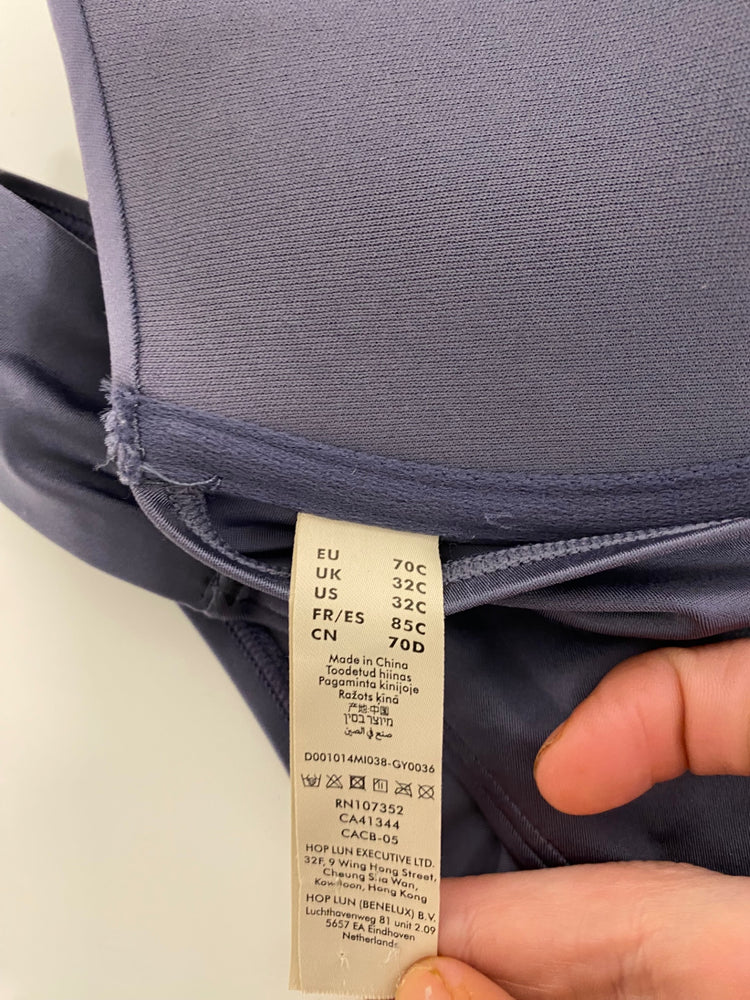 EU 70C
UK 32C
US 32C
FR/ES 85C
CN 70D
Made in China
Toodetud hiinas
Pagaminta kinijoje
Ražots ķīnā
产地:中国
מיוצר בסין
صنع في الصين
D001014MI038-GY0036
RN107352
CA41344
CACB-05
HOP LUN EXECUTIVE LTD.
32F, 9 Wing Hong Street,
Cheung Sha Wan,
Kowloon, Hong Kong
HOP LUN (BENELUX) B.V.
Luchthavenweg 81 unit 2.09
5657 EA Eindhoven
Netherlands